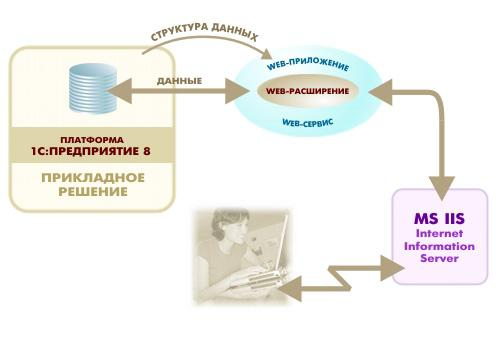 СТРУКТУРА ДАННЫХ
ДАННЫЕ
WEB-ПРИЛОЖЕНИЕ
WEB-РАСШИРЕНИЕ
WEB-СЕРВИС
ПЛАТФОРМА
1С:ПРЕДПРИЯТИЕ 8
ПРИКЛАДНОЕ
РЕШЕНИЕ
MS IIS
Internet
Information
Server